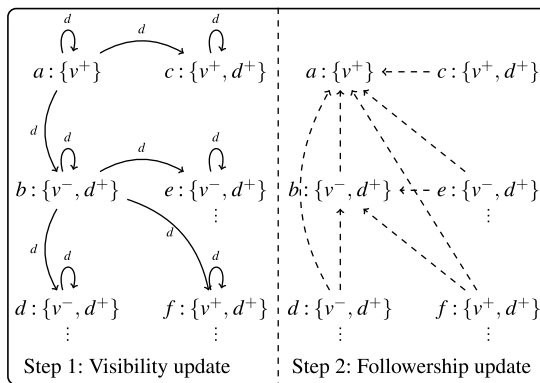 d d
d
a : {v⁺} c : {v⁺, d⁺}
d d d
d
b : {v⁻, d⁺} e : {v⁻, d⁺}
⋮
d d d d
d : {v⁻, d⁺} f : {v⁺, d⁺}
⋮ ⋮
Step 1: Visibility update
a : {v⁺} c : {v⁺, d⁺}
b : {v⁻, d⁺} e : {v⁻, d⁺}
⋮
d : {v⁻, d⁺} f : {v⁺, d⁺}
⋮ ⋮
Step 2: Followership update